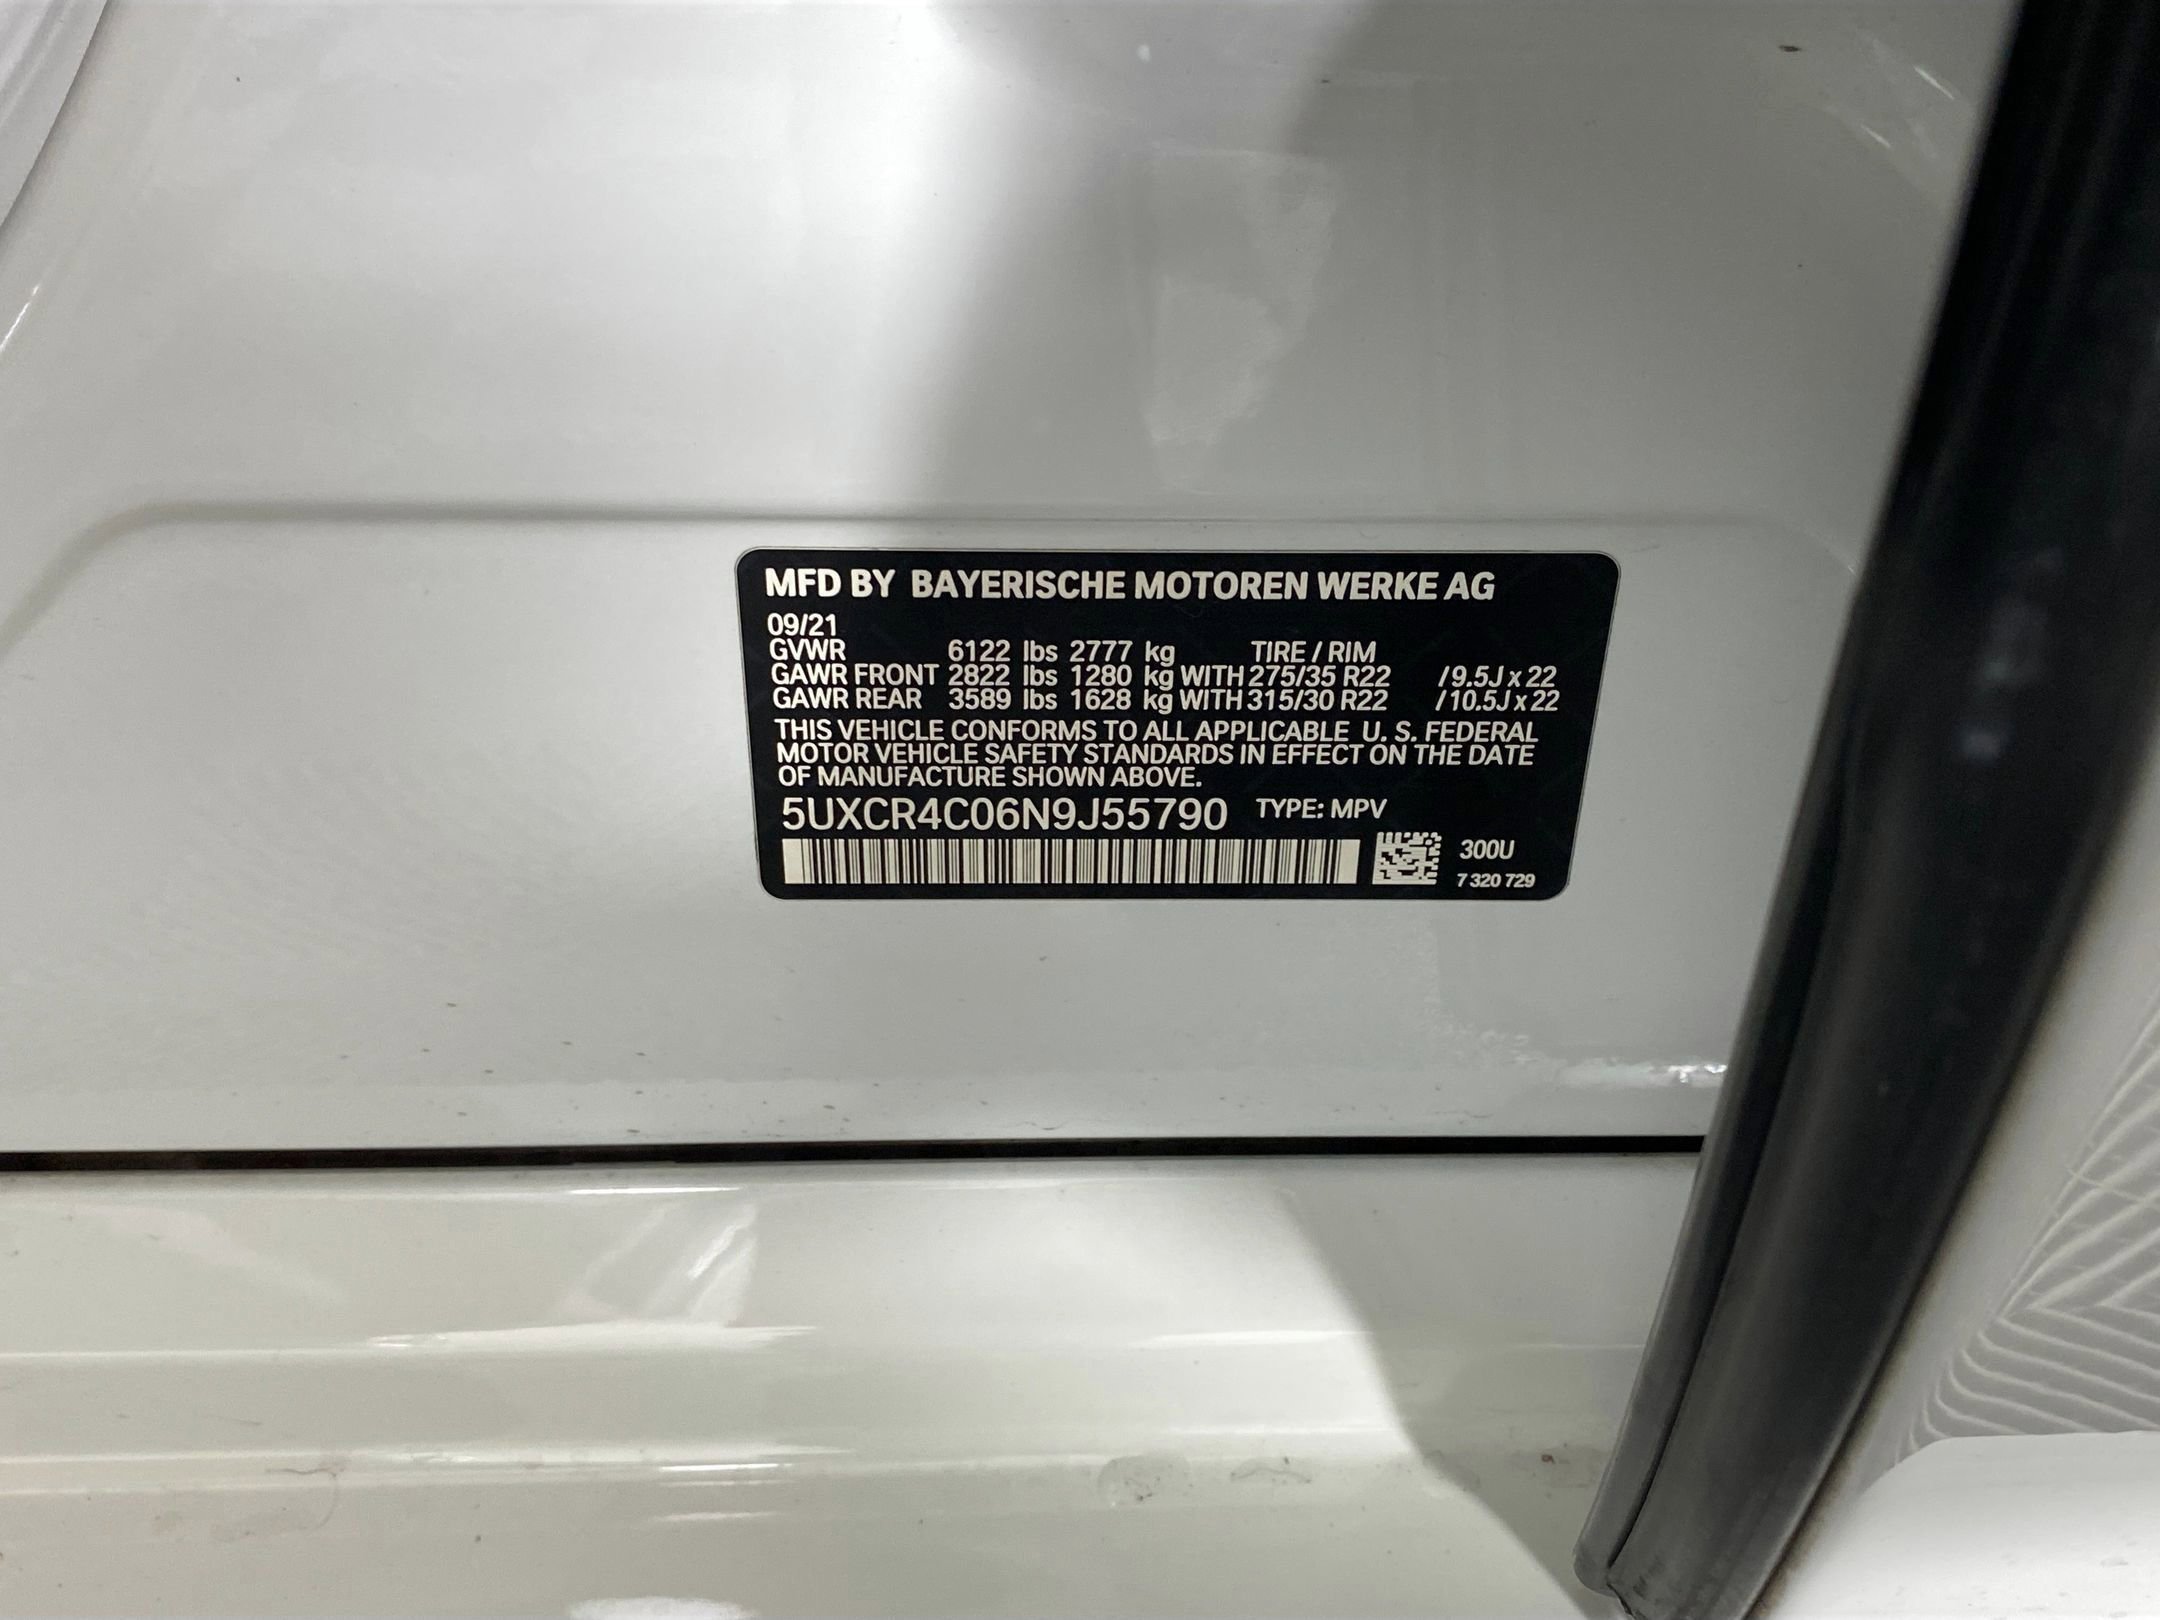 MFD BY BAYERISCHE MOTOREN WERKE AG
09/21
GVWR 6122 lbs 2777 kg TIRE / RIM
GAWR FRONT 2822 lbs 1280 kg WITH 275/35 R22 /9.5J x 22
GAWR REAR 3589 lbs 1628 kg WITH 315/30 R22 /10.5J x 22
THIS VEHICLE CONFORMS TO ALL APPLICABLE U. S. FEDERAL
MOTOR VEHICLE SAFETY STANDARDS IN EFFECT ON THE DATE
OF MANUFACTURE SHOWN ABOVE.
5UXCR4C06N9J55790 TYPE: MPV
300U
7 320 729